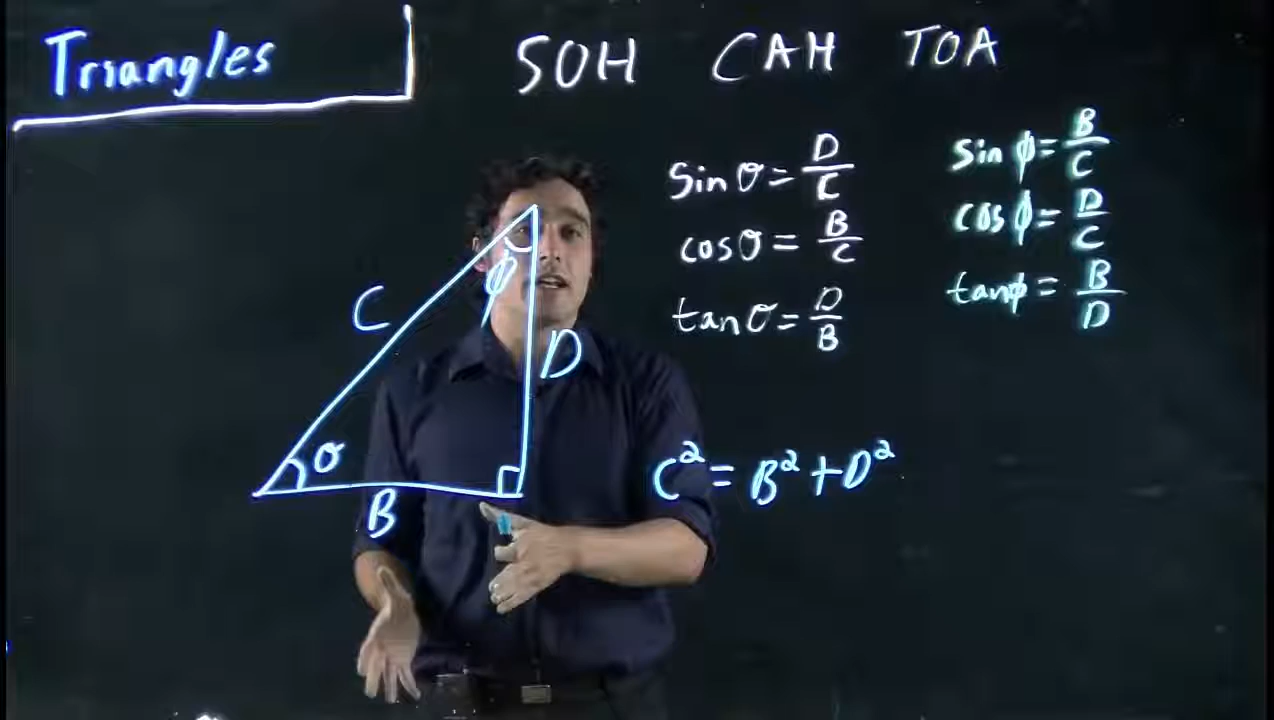 Triangles
SOH CAH TOA
sin θ = D/C
cos θ = B/C
tan θ = D/B
sin ϕ = B/C
cos ϕ = D/C
tan ϕ = B/D
C
ϕ
D
θ
B
C² = B² + D²